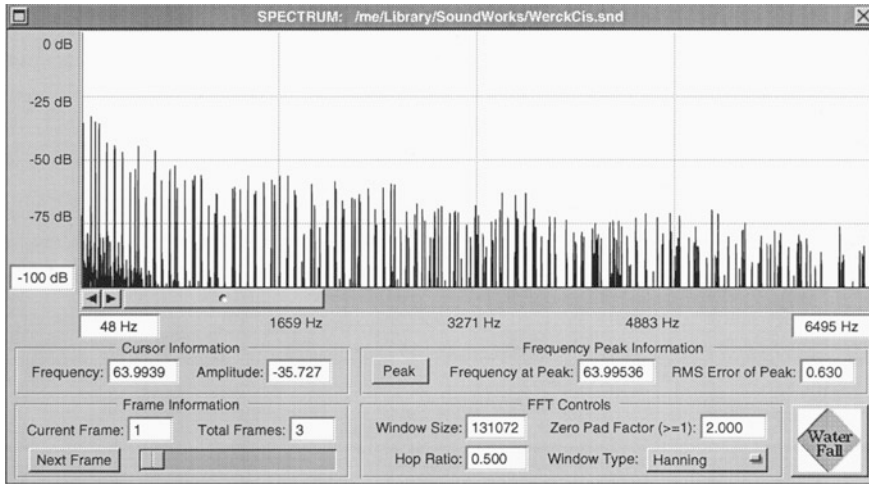 SPECTRUM: /me/Library/SoundWorks/WerckCis.snd
0 dB
-25 dB
-50 dB
-75 dB
-100 dB
48 Hz 1659 Hz 3271 Hz 4883 Hz 6495 Hz
Cursor Information
Frequency: 63.9939 Amplitude: -35.727
Frequency Peak Information
Peak Frequency at Peak: 63.99536 RMS Error of Peak: 0.630
Frame Information
Current Frame: 1 Total Frames: 3
Next Frame
FFT Controls
Window Size: 131072 Zero Pad Factor (>=1): 2.000
Hop Ratio: 0.500 Window Type: Hanning
Water
Fall